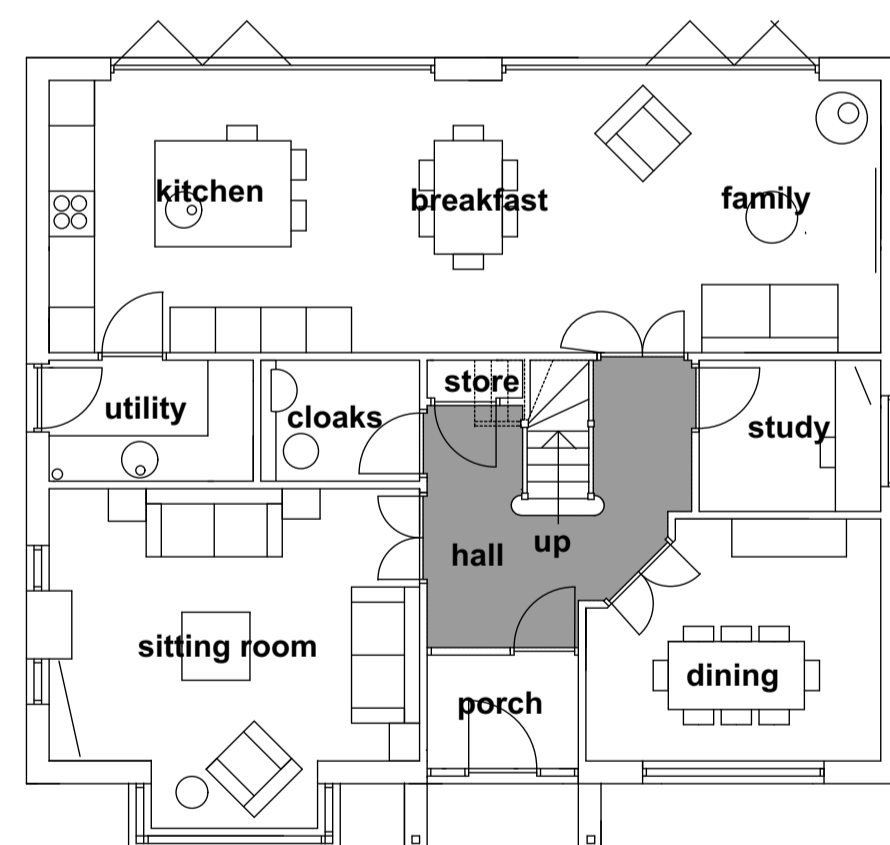 kitchen
breakfast
family
store
utility
cloaks
study
up
hall
sitting room
dining
porch